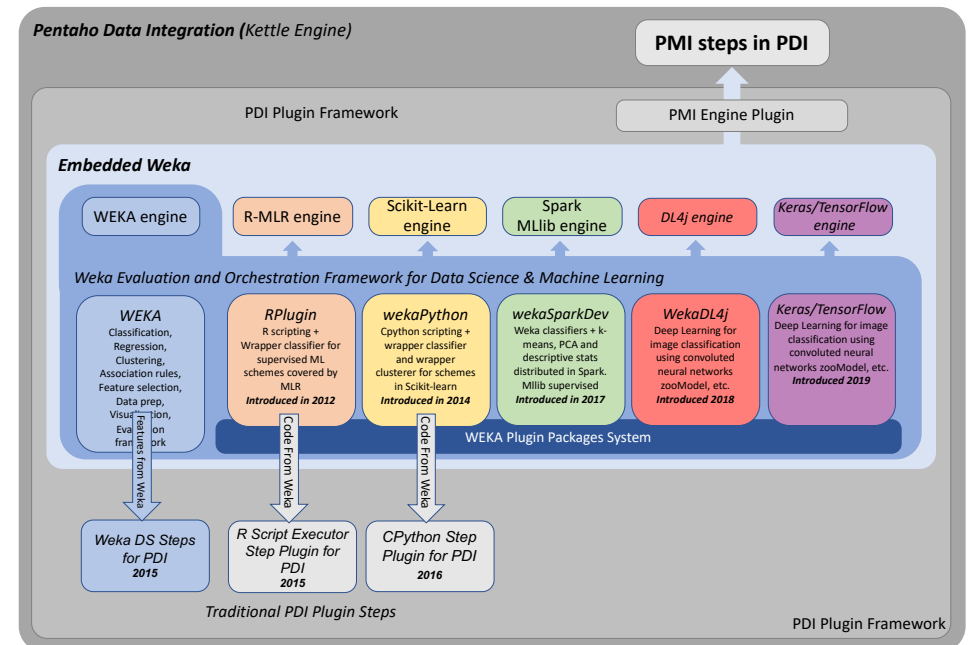 Pentaho Data Integration (Kettle Engine)
PMI steps in PDI
PDI Plugin Framework
PMI Engine Plugin
Embedded Weka
WEKA engine
R-MLR engine
Scikit-Learn
engine
Spark
MLlib engine
DL4j engine
Keras/TensorFlow
engine
Weka Evaluation and Orchestration Framework for Data Science & Machine Learning
WEKA
Classification,
Regression,
Clustering,
Association rules,
Feature selection,
Data prep,
Visualization,
Evaluation
framework
RPlugin
R scripting +
Wrapper classifier for
supervised ML
schemes covered by
MLR
Introduced in 2012
wekaPython
Cpython scripting +
wrapper classifier
and wrapper
clusterer for schemes
in Scikit-learn
Introduced in 2014
wekaSparkDev
Weka classifiers + k-
means, PCA and
descriptive stats
distributed in Spark.
MLlib supervised
Introduced in 2017
WekaDL4j
Deep Learning for
image classification
using convoluted
neural networks
zooModel, etc.
Introduced 2018
Keras/TensorFlow
Deep Learning for image
classification using
convoluted neural
networks zooModel, etc.
Introduced 2019
WEKA Plugin Packages System
Features from Weka
Code From Weka
Code From Weka
Weka DS Steps
for PDI
2015
R Script Executor
Step Plugin for
PDI
2015
CPython Step
Plugin for PDI
2016
Traditional PDI Plugin Steps
PDI Plugin Framework